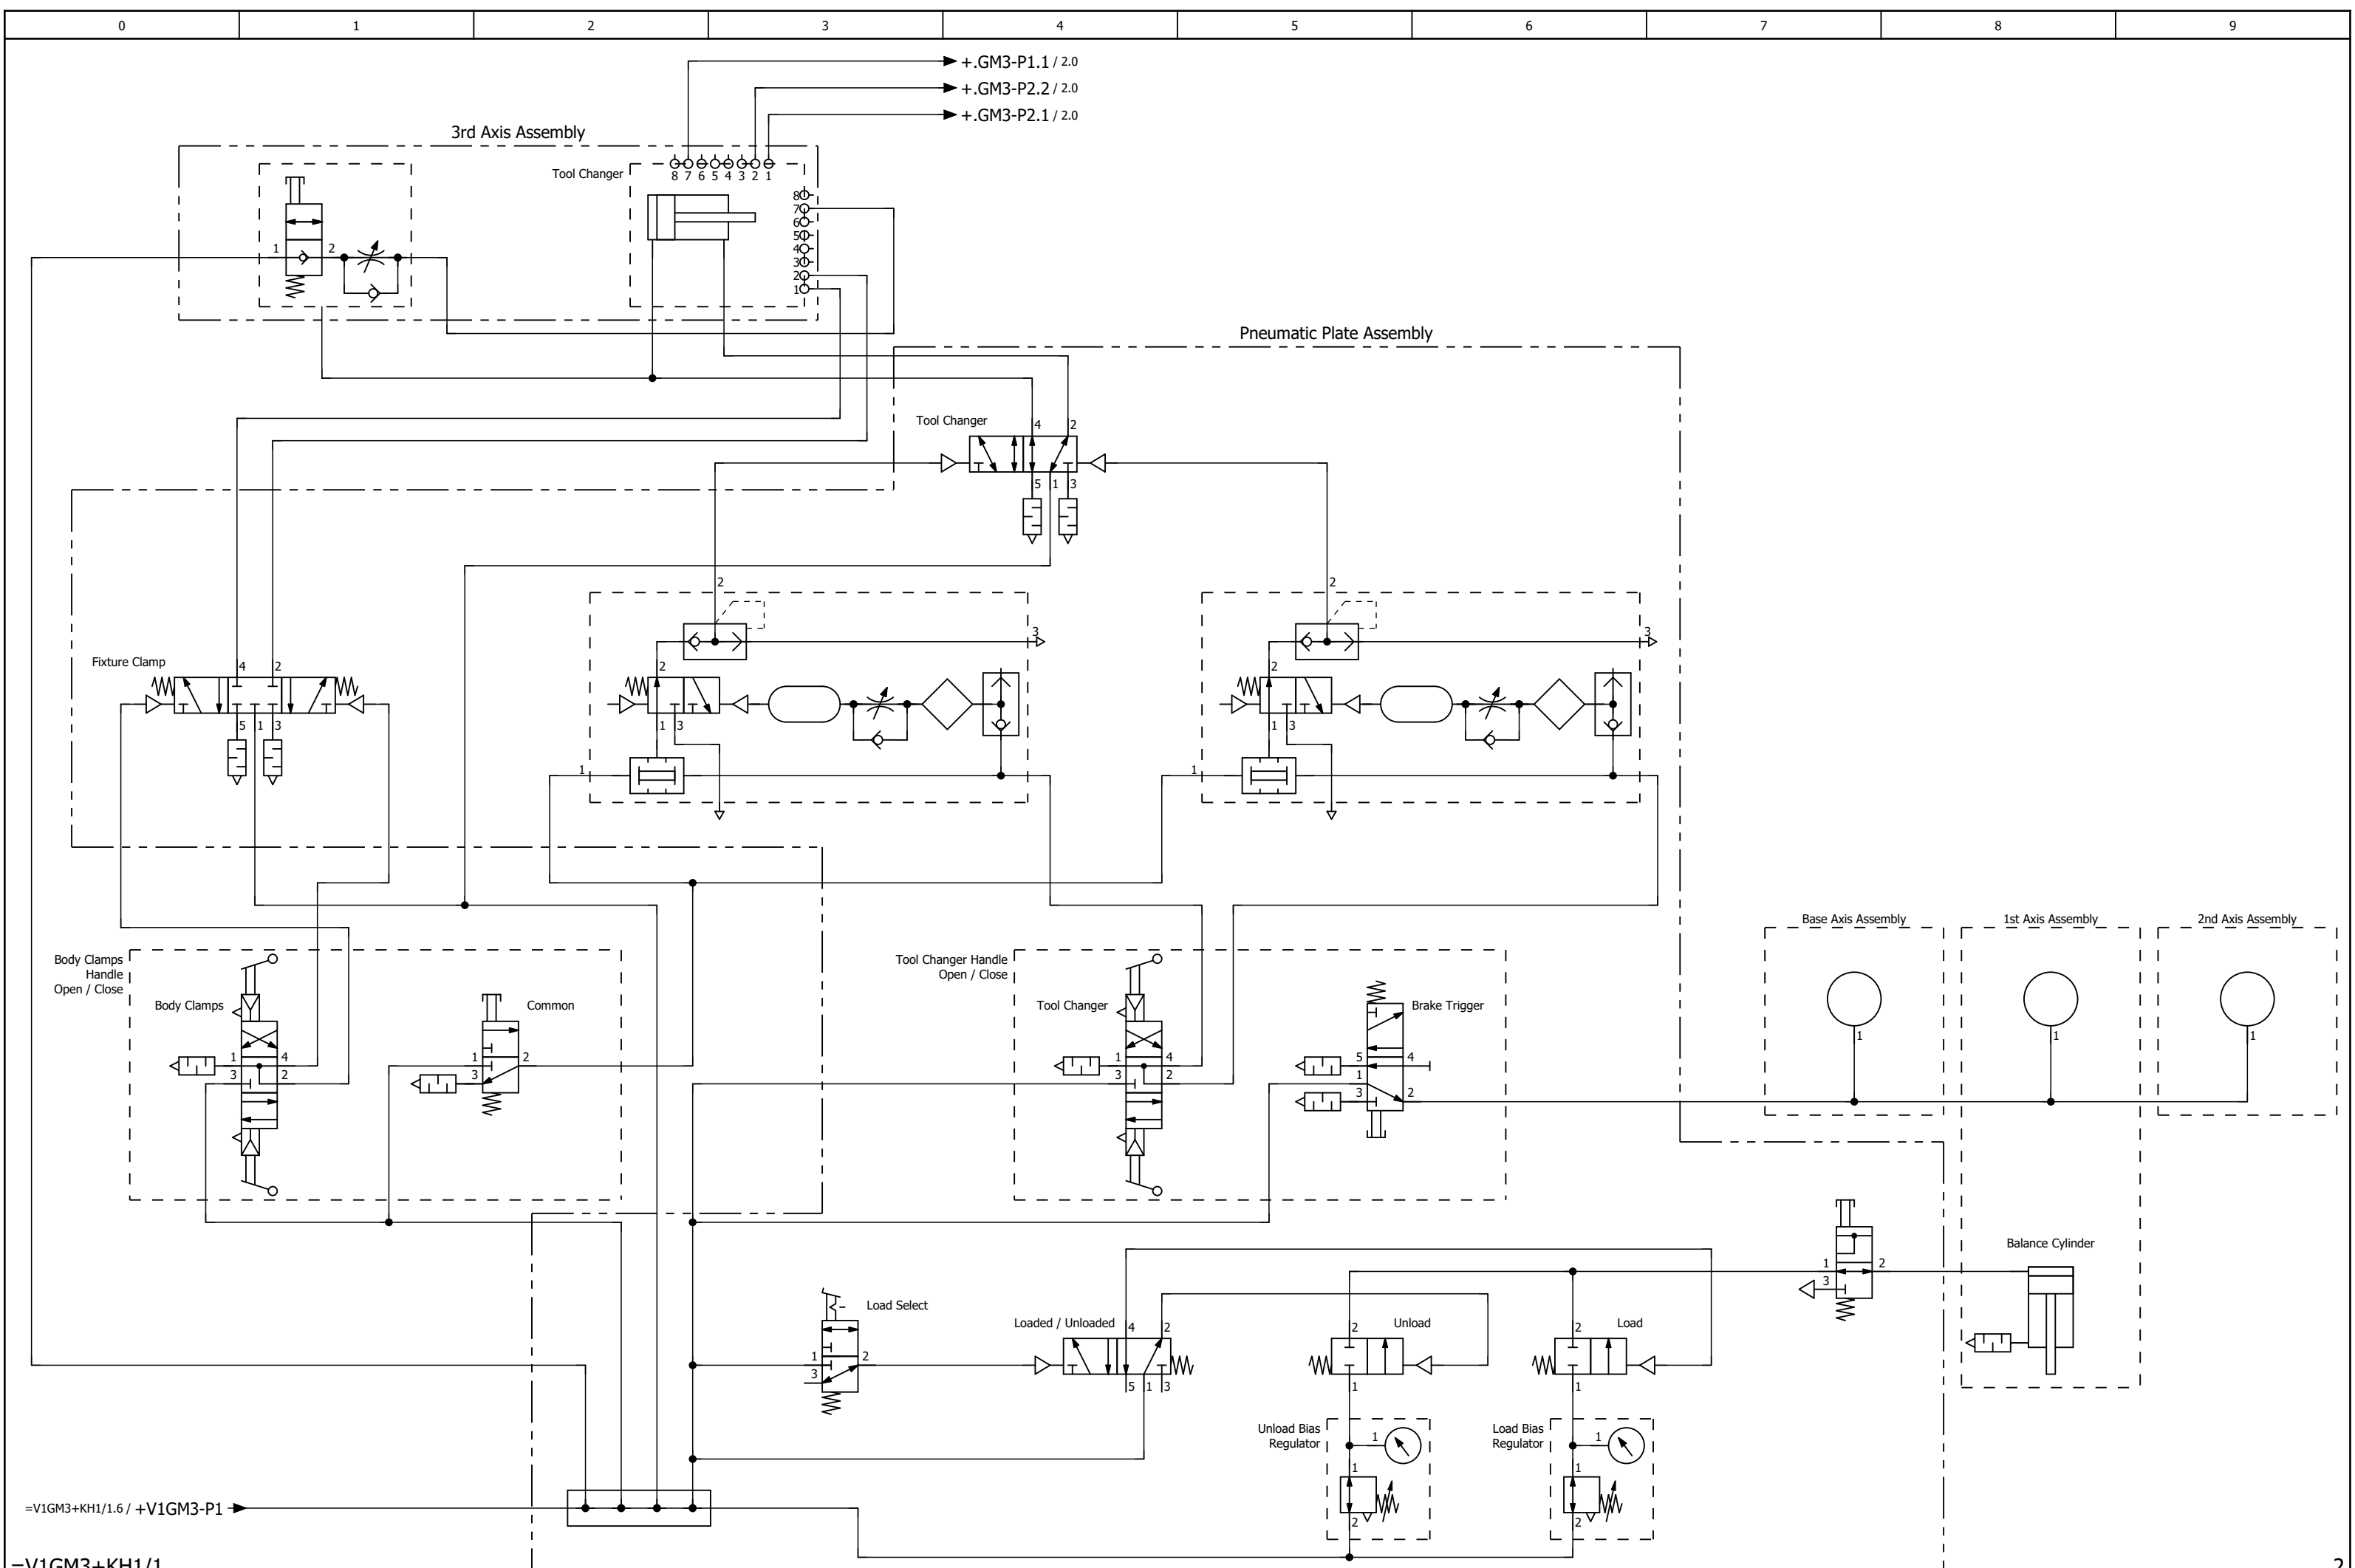 0 1 2 3 4 5 6 7 8 9
+.GM3-P1.1 / 2.0
+.GM3-P2.2 / 2.0
+.GM3-P2.1 / 2.0
3rd Axis Assembly
Tool Changer
8 7 6 5 4 3 2 1
8
7
6
5
4
3
2
1
1 2
Pneumatic Plate Assembly
Tool Changer
4 2
5 1 3
2
2
3
3
Fixture Clamp
4 2
5 1 3
2
1 3
1
2
1 3
1
Base Axis Assembly
1st Axis Assembly
2nd Axis Assembly
1
1
1
Body Clamps
Handle
Open / Close
Body Clamps
1 4
3 2
Common
1 2
3
Tool Changer Handle
Open / Close
Tool Changer
1 4
3 2
Brake Trigger
5 4
1
3 2
Balance Cylinder
1 2
3
Load Select
1 2
3
Loaded / Unloaded
4 2
5 1 3
Unload
2
1
Load
2
1
Unload Bias
Regulator
1
1
2
Load Bias
Regulator
1
1
2
=V1GM3+KH1/1.6 / +V1GM3-P1
=V1GM3+KH1/1
2